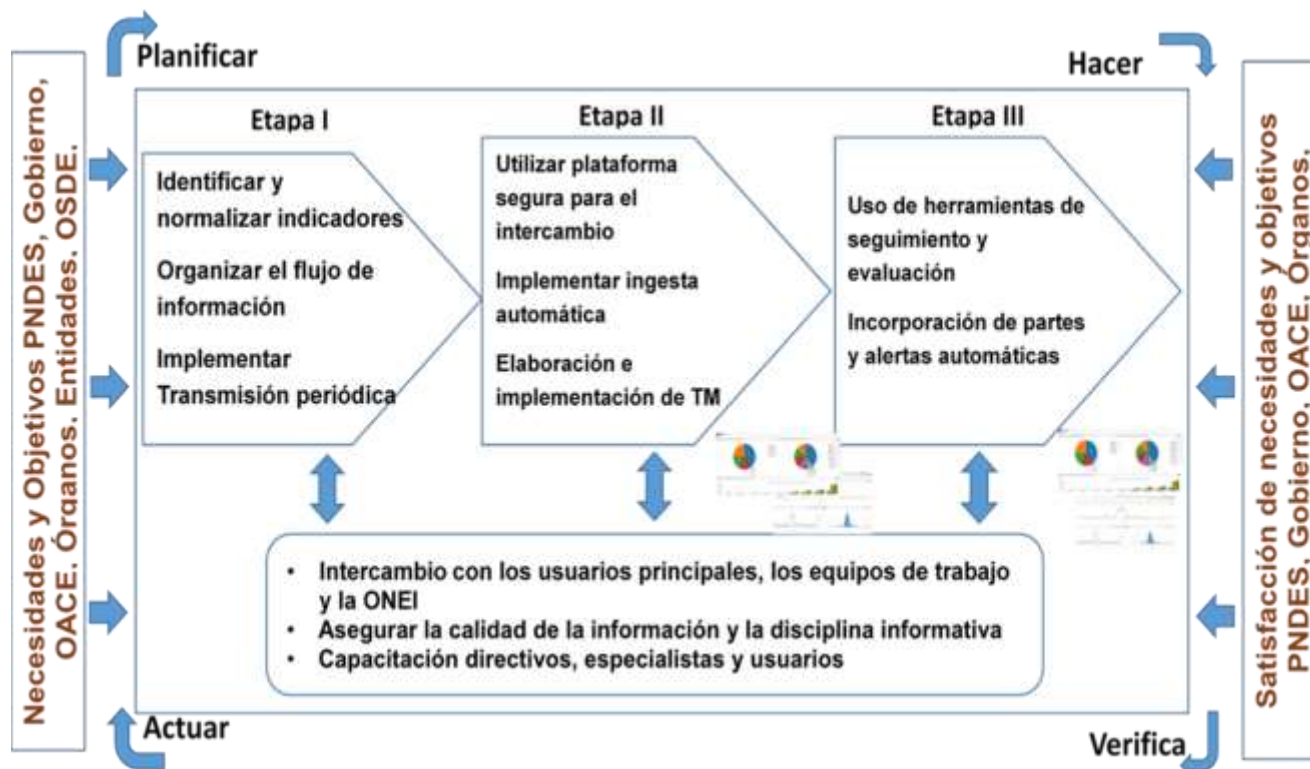 Planificar
Hacer
Necesidades y Objetivos PNDES, Gobierno,
OACE. Órganos. Entidades. OSDE.
Etapa I
Identificar y
normalizar indicadores
Organizar el flujo de
información
Implementar
Transmisión periódica
Etapa II
Utilizar plataforma
segura para el
intercambio
Implementar ingesta
automática
Elaboración e
implementación de TM
Etapa III
Uso de herramientas de
seguimiento y
evaluación
Incorporación de partes
y alertas automáticas
• Intercambio con los usuarios principales, los equipos de trabajo
y la ONEI
• Asegurar la calidad de la información y la disciplina informativa
• Capacitación directivos, especialistas y usuarios
Satisfacción de necesidades y objetivos
PNDES, Gobierno, OACE, Órganos,
Actuar
Verifica